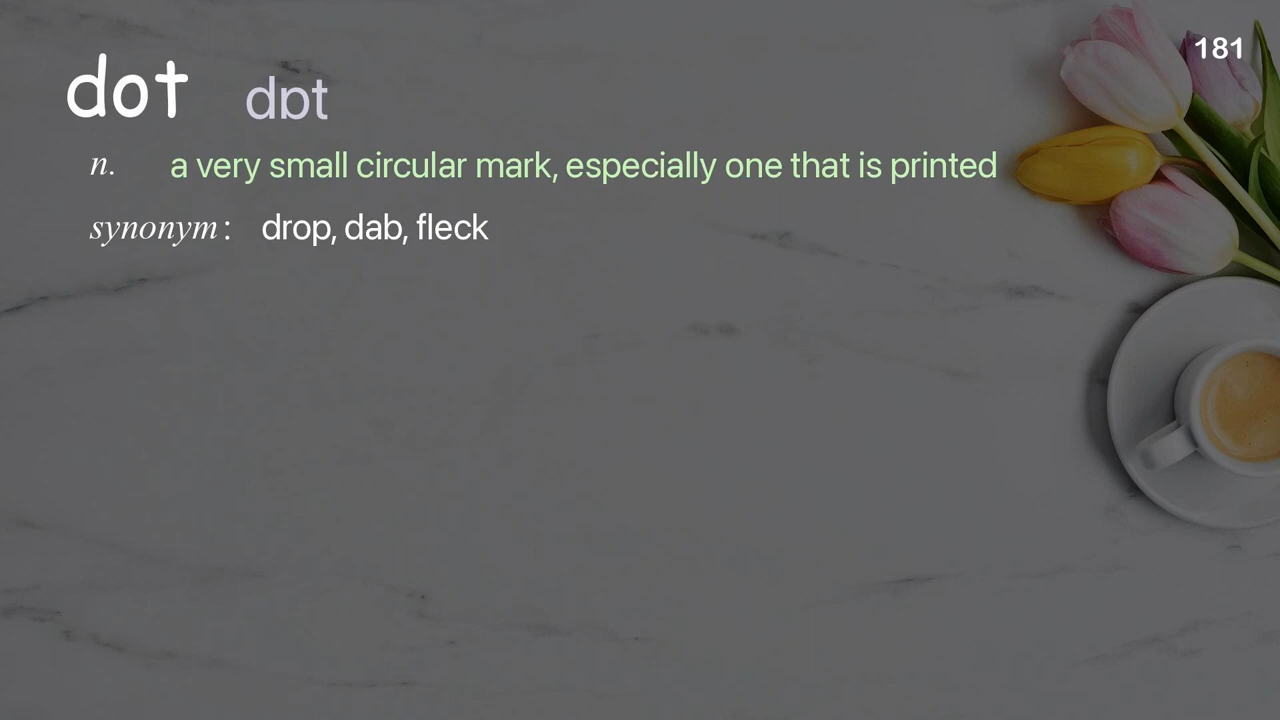 181
dot dɒt
n. a very small circular mark, especially one that is printed
synonym: drop, dab, fleck